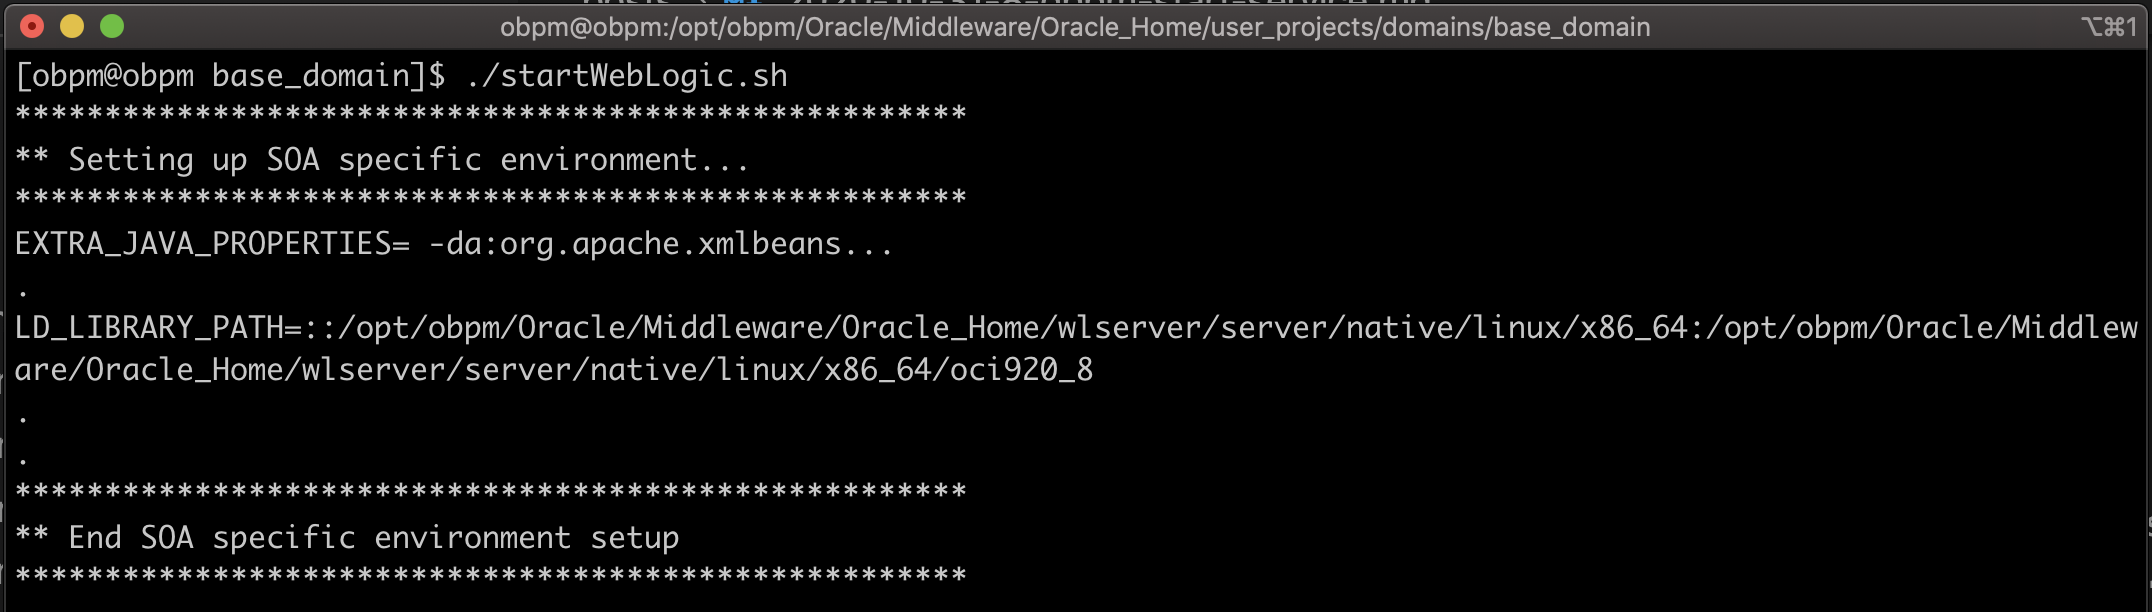 obpm@obpm:/opt/obpm/Oracle/Middleware/Oracle_Home/user_projects/domains/base_domain
⌥⌘1
[obpm@obpm base_domain]$ ./startWebLogic.sh
*****************************************************
** Setting up SOA specific environment...
*****************************************************
EXTRA_JAVA_PROPERTIES= -da:org.apache.xmlbeans...
.
LD_LIBRARY_PATH=::/opt/obpm/Oracle/Middleware/Oracle_Home/wlserver/server/native/linux/x86_64:/opt/obpm/Oracle/Middlew
are/Oracle_Home/wlserver/server/native/linux/x86_64/oci920_8
.
.
*****************************************************
** End SOA specific environment setup
*****************************************************